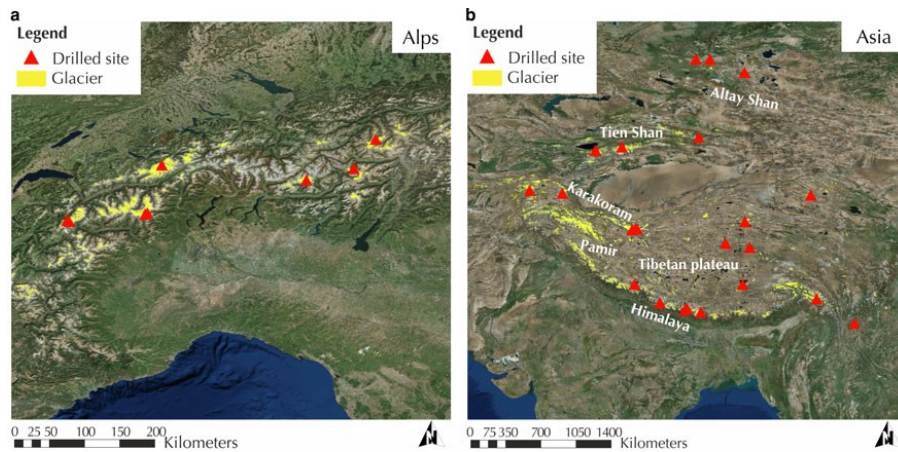 a
Legend
Drilled site
Glacier
Alps
0 25 50 100 150 200
Kilometers
N
b
Legend
Drilled site
Glacier
Asia
Altay Shan
Tien Shan
Karakoram
Pamir
Tibetan plateau
Himalaya
0 75 350 700 1050 1400
Kilometers
N